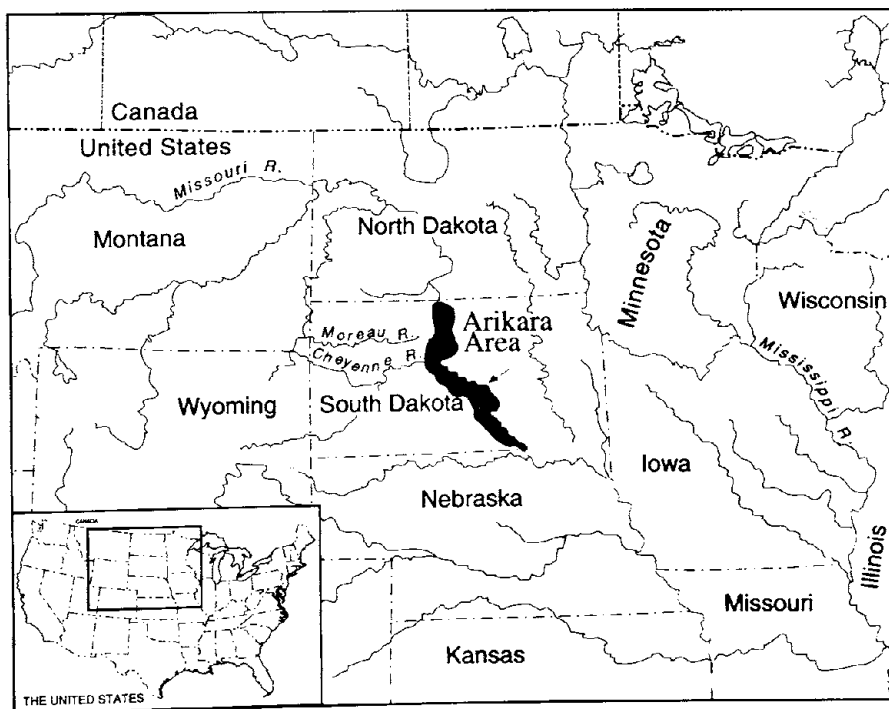 Canada
United States
Missouri R.
Montana
North Dakota
Minnesota
Wisconsin
Arikara
Area
Moreau R.
Cheyenne R.
Mississippi R.
Wyoming
South Dakota
Iowa
Nebraska
Illinois
Missouri
Kansas
CANADA
THE UNITED STATES